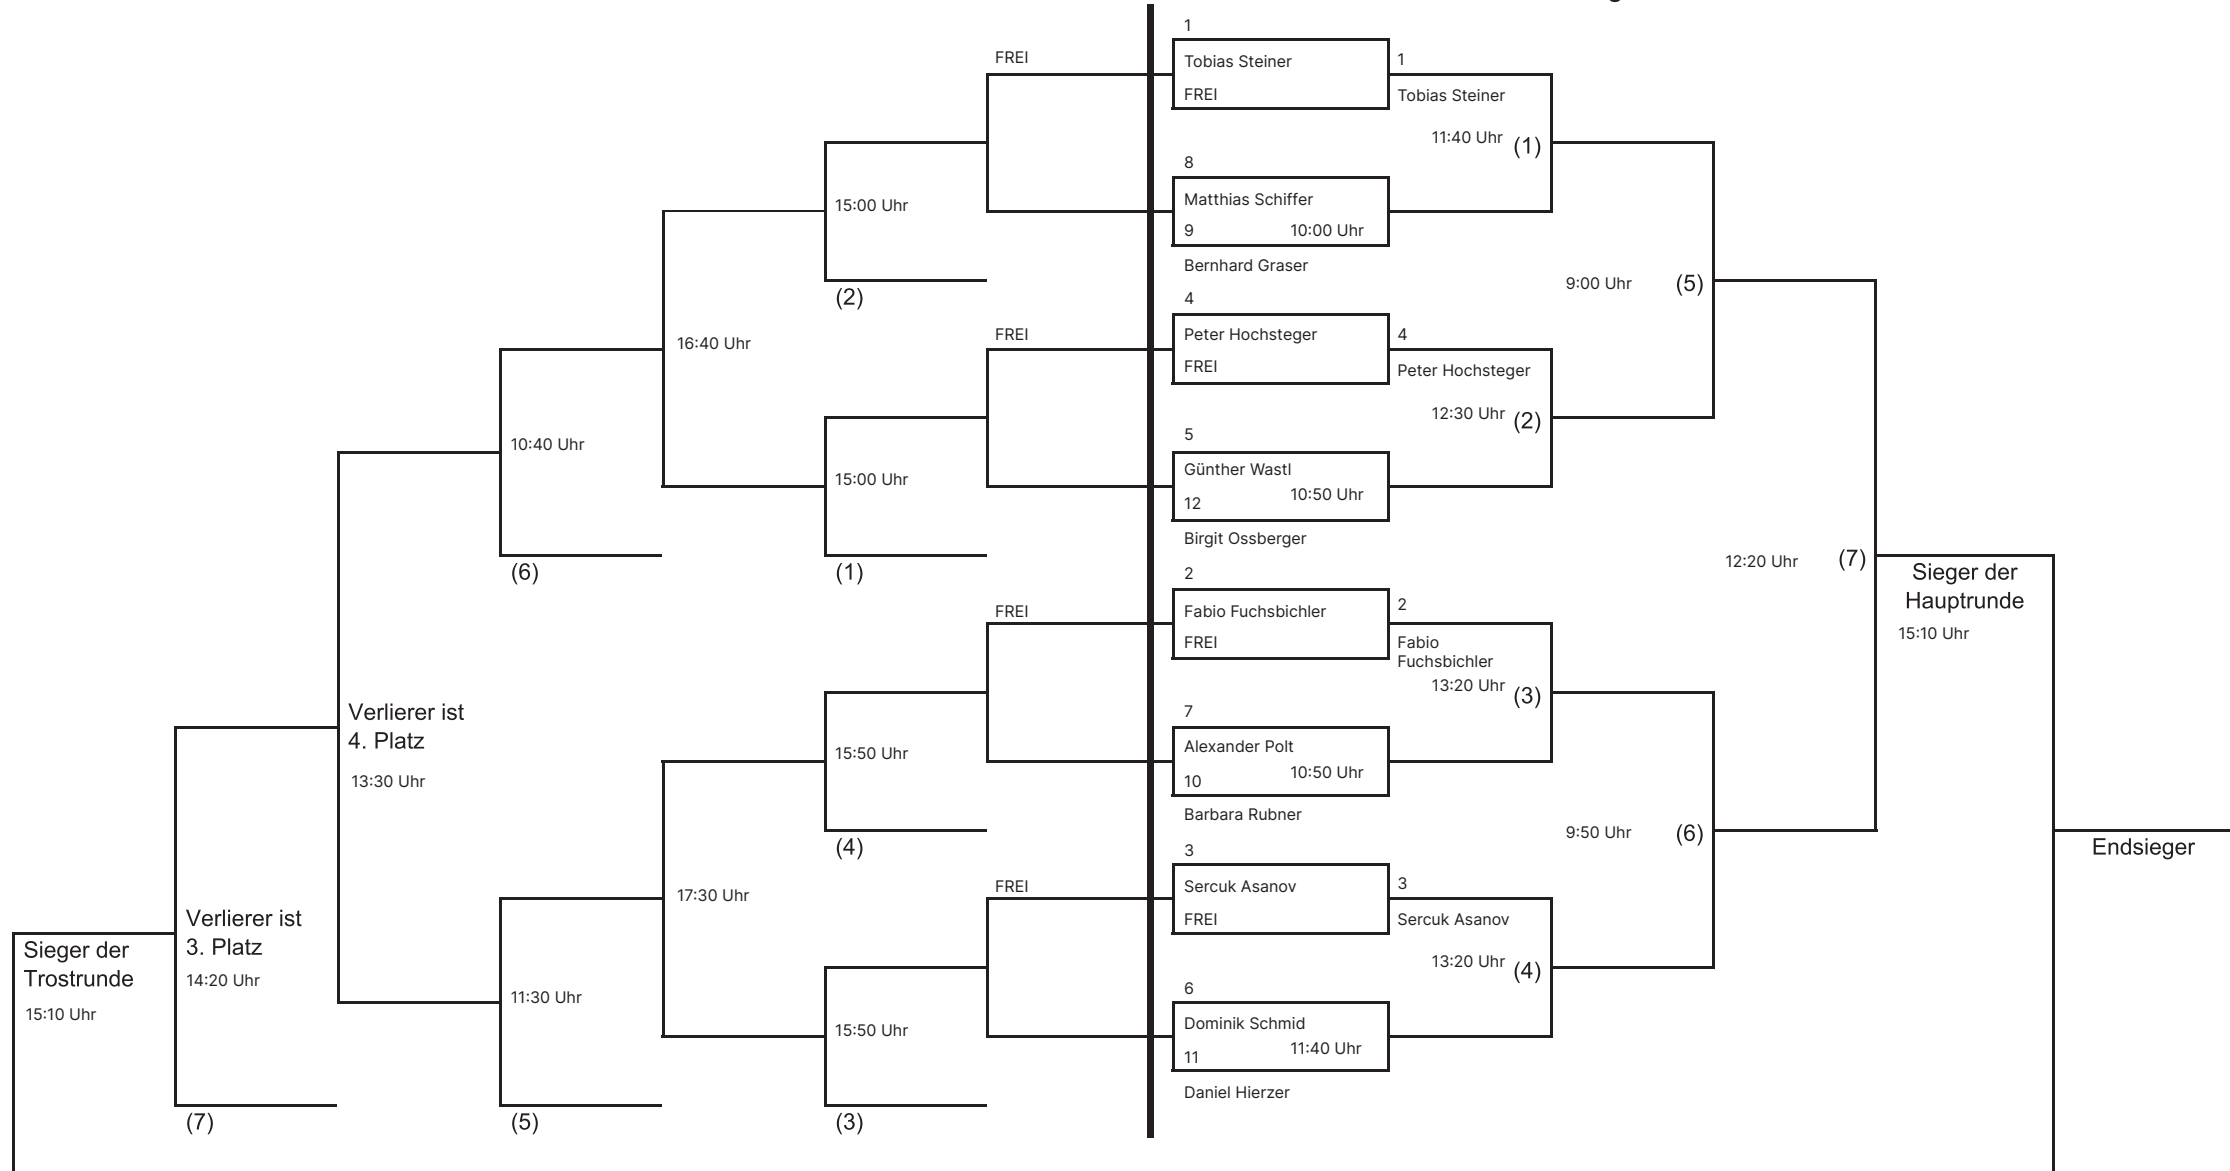 FREI
15:00 Uhr
(2)
16:40 Uhr
FREI
10:40 Uhr
15:00 Uhr
(6)
(1)
FREI
Verlierer ist
4. Platz
13:30 Uhr
15:50 Uhr
(4)
FREI
17:30 Uhr
Verlierer ist
3. Platz
14:20 Uhr
Sieger der
Trostrunde
15:10 Uhr
11:30 Uhr
15:50 Uhr
(7)
(5)
(3)
1
Tobias Steiner
FREI
8
Matthias Schiffer
9 10:00 Uhr
Bernhard Graser
4
Peter Hochsteger
FREI
5
Günther Wastl
12 10:50 Uhr
Birgit Ossberger
2
Fabio Fuchsbichler
FREI
7
Alexander Polt
10 10:50 Uhr
Barbara Rubner
3
Sercuk Asanov
FREI
6
Dominik Schmid
11 11:40 Uhr
Daniel Hierzer
1
Tobias Steiner
11:40 Uhr (1)
4
Peter Hochsteger
12:30 Uhr (2)
2
Fabio
Fuchsbichler
13:20 Uhr (3)
3
Sercuk Asanov
13:20 Uhr (4)
9:00 Uhr (5)
9:50 Uhr (6)
12:20 Uhr (7)
Sieger der
Hauptrunde
15:10 Uhr
Endsieger